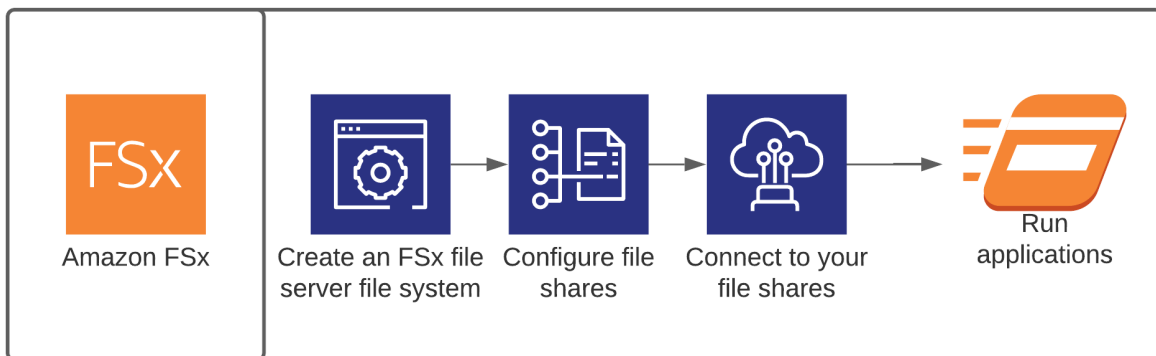 FSx
Amazon FSx
Create an FSx file
server file system
Configure file
shares
Connect to your
file shares
Run
applications